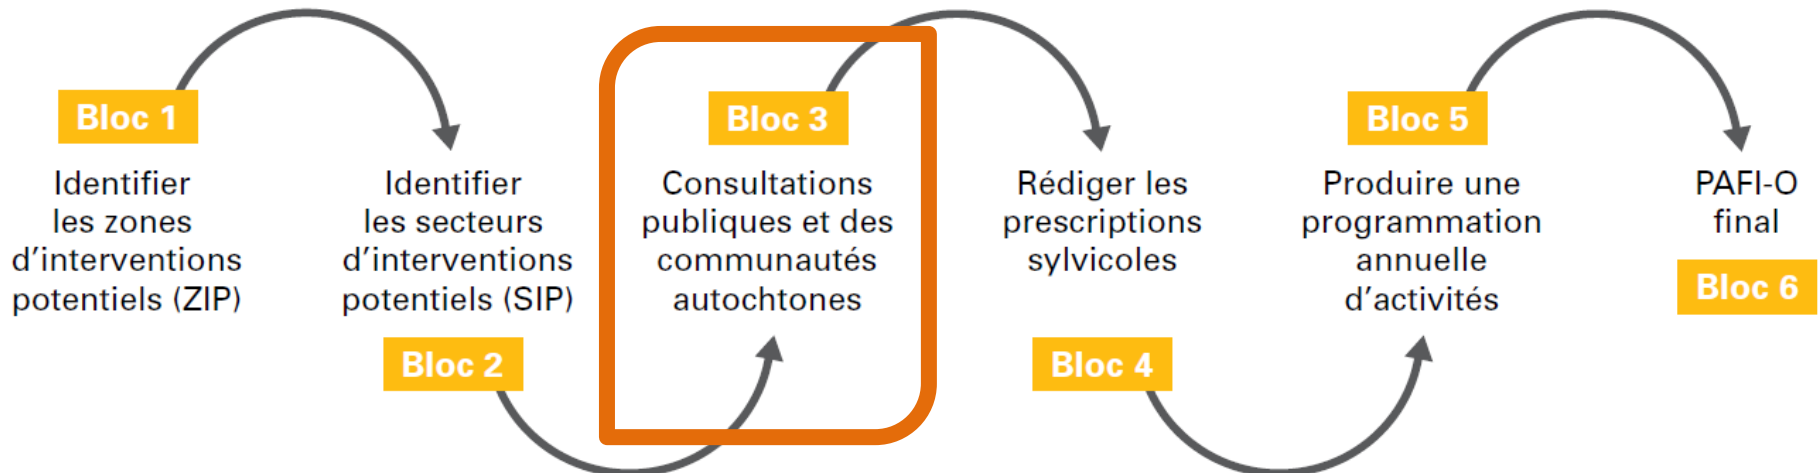 Bloc 1
Identifier
les zones
d’interventions
potentiels (ZIP)
Identifier
les secteurs
d’interventions
potentiels (SIP)
Bloc 2
Bloc 3
Consultations
publiques et des
communautés
autochtones
Rédiger les
prescriptions
sylvicoles
Bloc 4
Bloc 5
Produire une
programmation
annuelle
d’activités
PAFI-O
final
Bloc 6